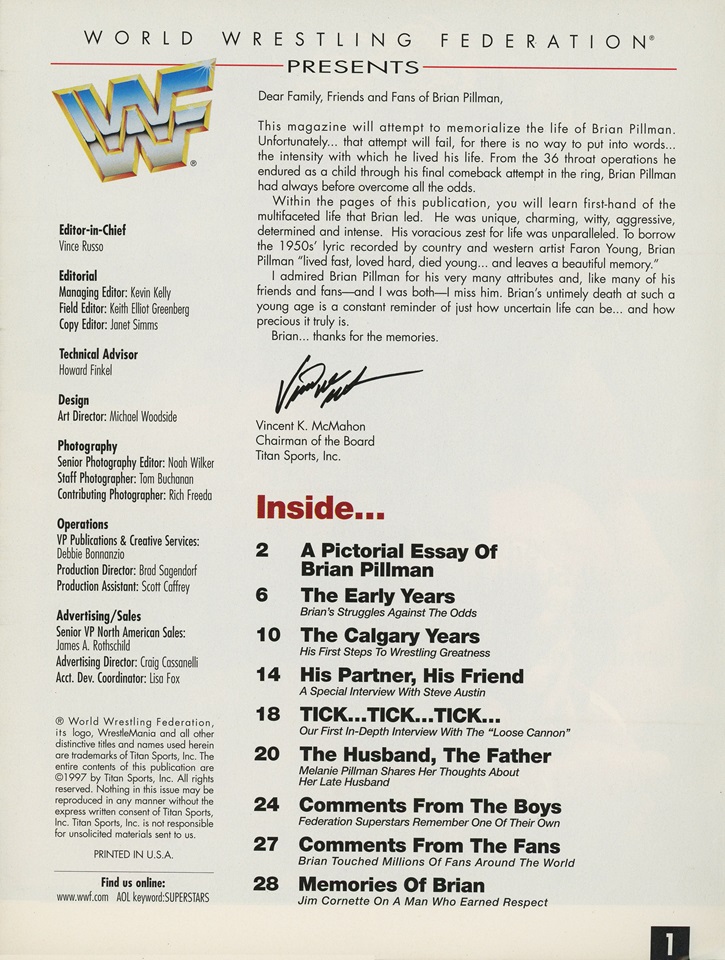 WORLD WRESTLING FEDERATION®
PRESENTS
WWF®
Editor-in-Chief
Vince Russo
Editorial
Managing Editor: Kevin Kelly
Field Editor: Keith Elliot Greenberg
Copy Editor: Janet Simms
Technical Advisor
Howard Finkel
Design
Art Director: Michael Woodside
Photography
Senior Photography Editor: Noah Wilker
Staff Photographer: Tom Buchanan
Contributing Photographer: Rich Freeda
Operations
VP Publications & Creative Services:
Debbie Bonnanzio
Production Director: Brad Sagendorf
Production Assistant: Scott Caffrey
Advertising/Sales
Senior VP North American Sales:
James A. Rothschild
Advertising Director: Craig Cassanelli
Acct. Dev. Coordinator: Lisa Fox
® World Wrestling Federation,
its logo, WrestleMania and all other
distinctive titles and names used herein
are trademarks of Titan Sports, Inc. The
entire contents of this publication are
©1997 by Titan Sports, Inc. All rights
reserved. Nothing in this issue may be
reproduced in any manner without the
express written consent of Titan Sports,
Inc. Titan Sports, Inc. is not responsible
for unsolicited materials sent to us.
PRINTED IN U.S.A.
Find us online:
www.wwf.com AOL keyword:SUPERSTARS
Dear Family, Friends and Fans of Brian Pillman,
This magazine will attempt to memorialize the life of Brian Pillman.
Unfortunately... that attempt will fail, for there is no way to put into words...
the intensity with which he lived his life. From the 36 throat operations he
endured as a child through his final comeback attempt in the ring, Brian Pillman
had always before overcome all the odds.
Within the pages of this publication, you will learn first-hand of the
multifaceted life that Brian led. He was unique, charming, witty, aggressive,
determined and intense. His voracious zest for life was unparalleled. To borrow
the 1950s' lyric recorded by country and western artist Faron Young, Brian
Pillman “lived fast, loved hard, died young... and leaves a beautiful memory.”
I admired Brian Pillman for his very many attributes and, like many of his
friends and fans—and I was both—I miss him. Brian's untimely death at such a
young age is a constant reminder of just how uncertain life can be... and how
precious it truly is.
Brian... thanks for the memories.
Vincent K. McMahon
Chairman of the Board
Titan Sports, Inc.
Inside...
2 A Pictorial Essay Of
Brian Pillman
6 The Early Years
Brian's Struggles Against The Odds
10 The Calgary Years
His First Steps To Wrestling Greatness
14 His Partner, His Friend
A Special Interview With Steve Austin
18 TICK...TICK...TICK...
Our First In-Depth Interview With The “Loose Cannon”
20 The Husband, The Father
Melanie Pillman Shares Her Thoughts About
Her Late Husband
24 Comments From The Boys
Federation Superstars Remember One Of Their Own
27 Comments From The Fans
Brian Touched Millions Of Fans Around The World
28 Memories Of Brian
Jim Cornette On A Man Who Earned Respect
1